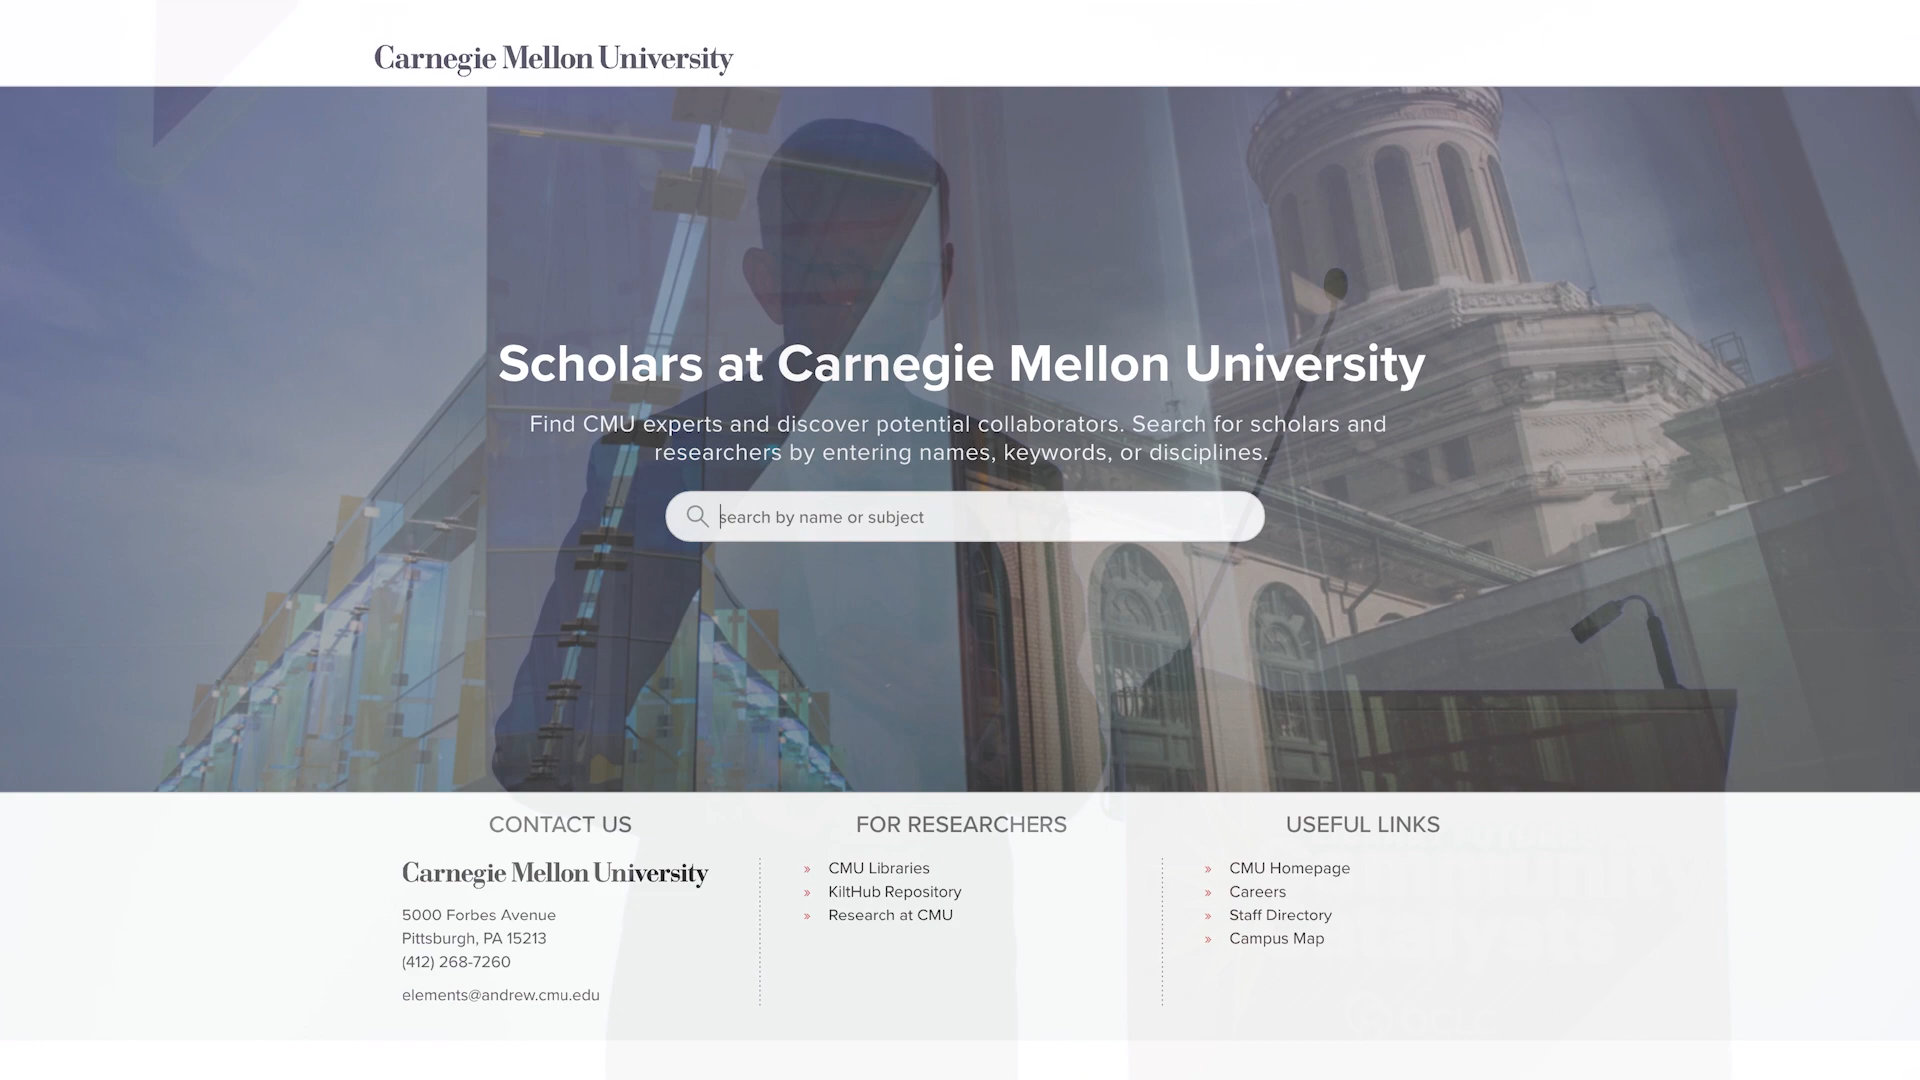 Carnegie Mellon University
Scholars at Carnegie Mellon University
Find CMU experts and discover potential collaborators. Search for scholars and
researchers by entering names, keywords, or disciplines.
search by name or subject
CONTACT US
Carnegie Mellon University
5000 Forbes Avenue
Pittsburgh, PA 15213
(412) 268-7260
elements@andrew.cmu.edu
FOR RESEARCHERS
» CMU Libraries
» KiltHub Repository
» Research at CMU
USEFUL LINKS
» CMU Homepage
» Careers
» Staff Directory
» Campus Map
OCLC